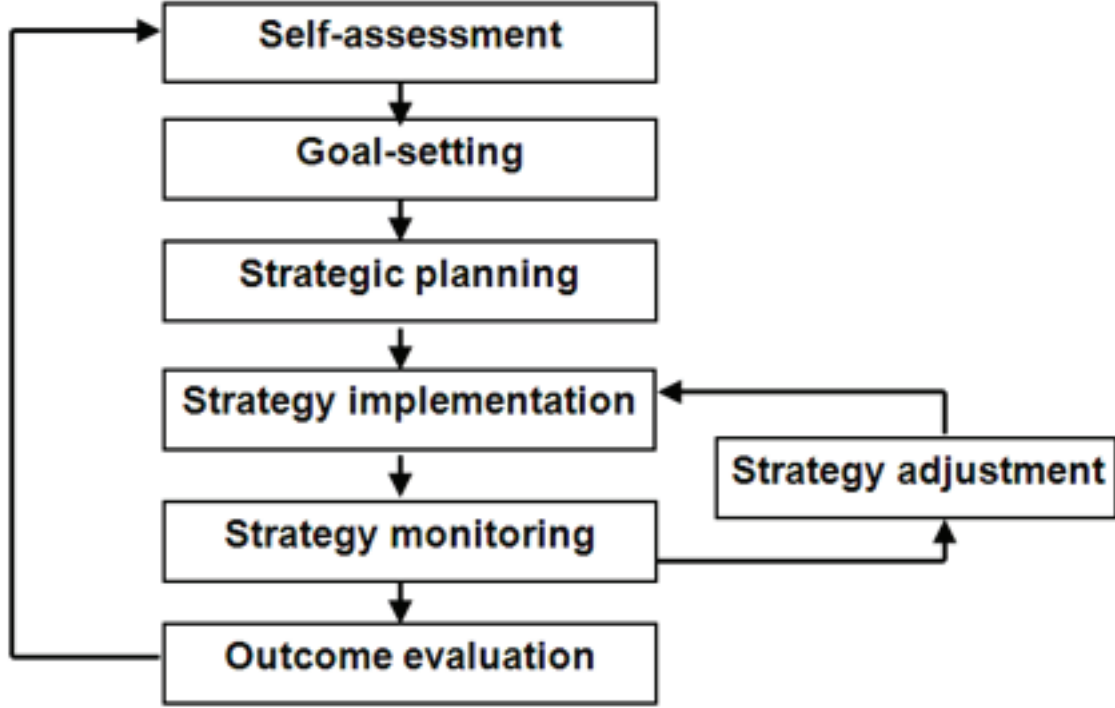 Self-assessment
Goal-setting
Strategic planning
Strategy implementation
Strategy adjustment
Strategy monitoring
Outcome evaluation